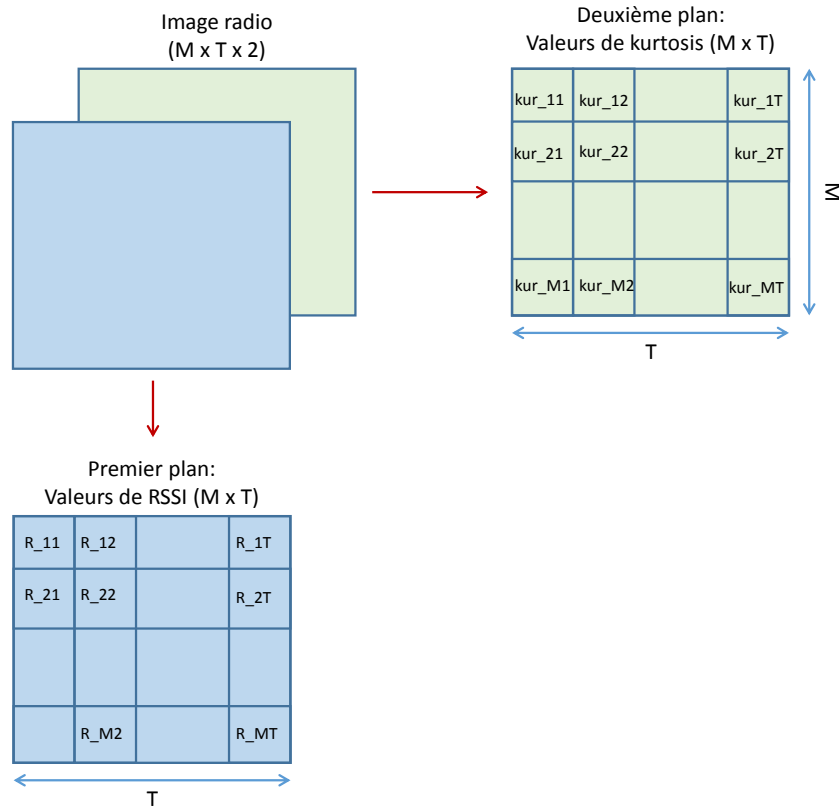 Image radio
(M x T x 2)
Deuxième plan:
Valeurs de kurtosis (M x T)
kur_11 kur_12 kur_1T
kur_21 kur_22 kur_2T
kur_M1 kur_M2 kur_MT
M
T
Premier plan:
Valeurs de RSSI (M x T)
R_11 R_12 R_1T
R_21 R_22 R_2T
R_M2 R_MT
T